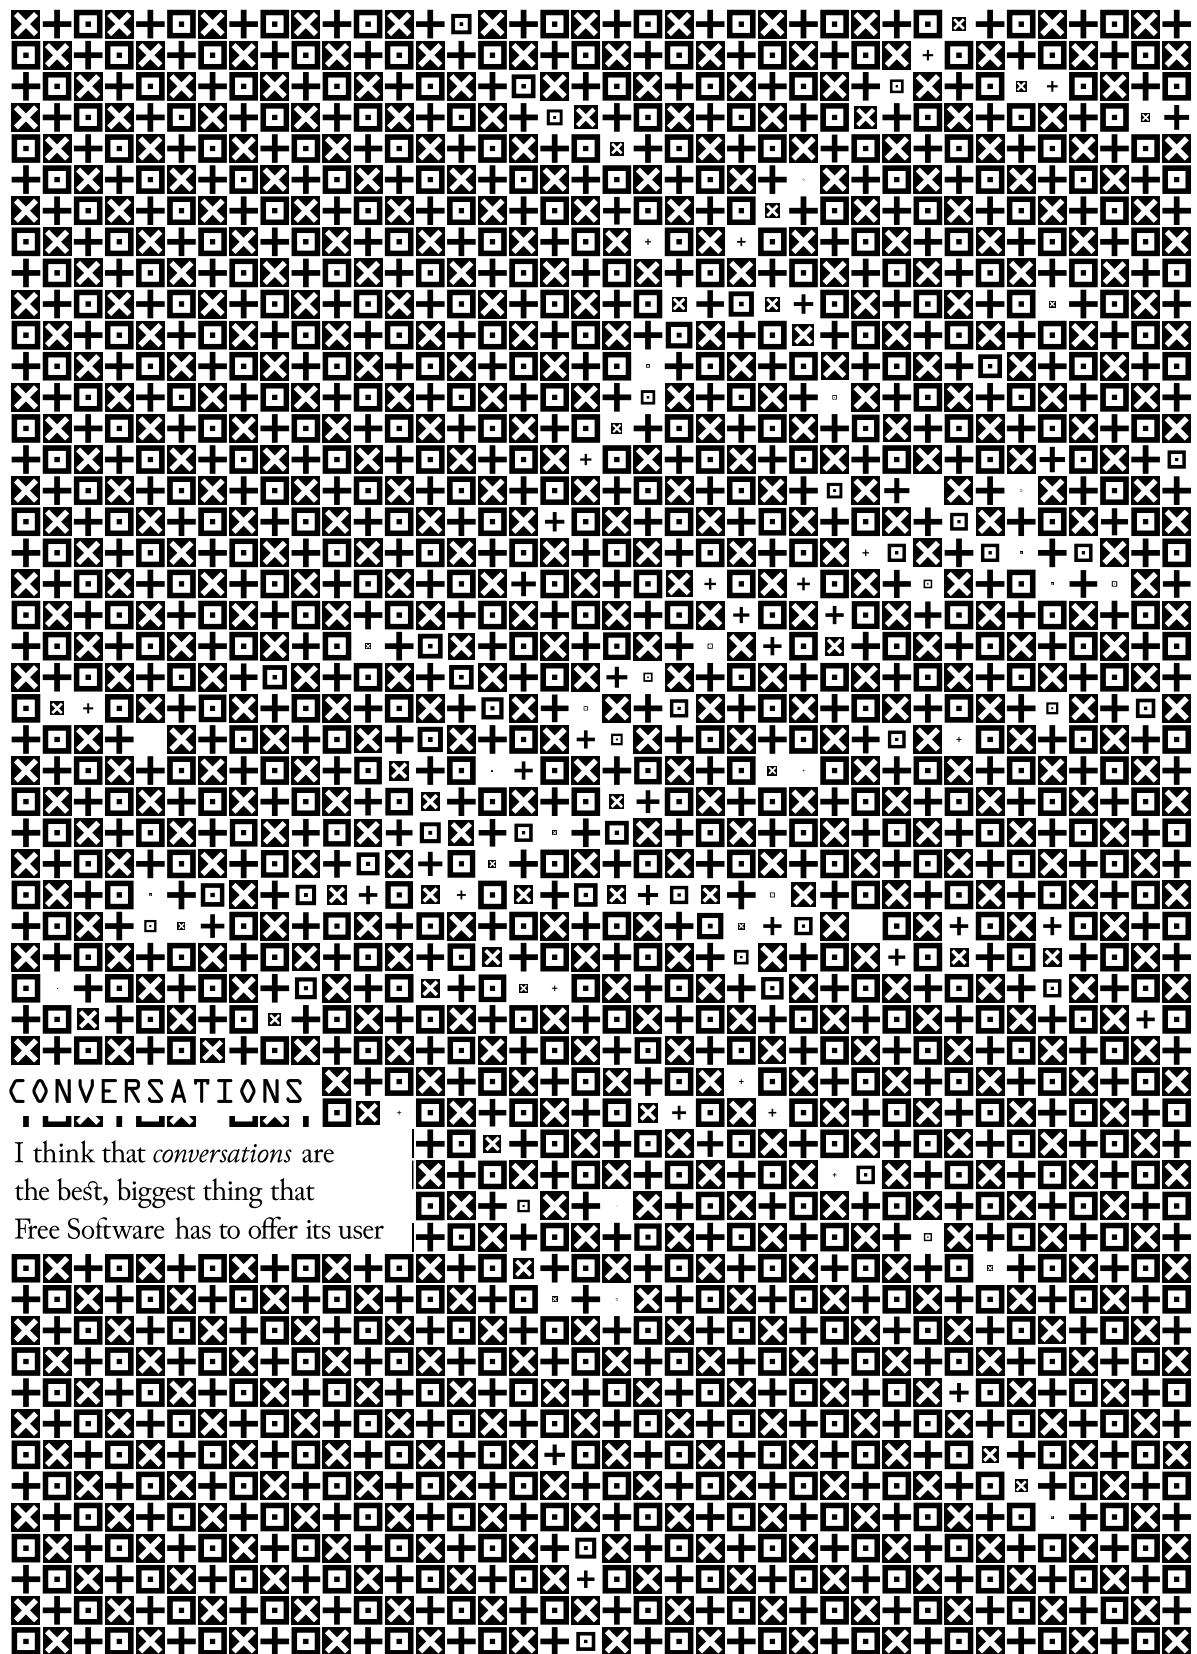 CONVERSATIONS
I think that conversations are
the best, biggest thing that
Free Software has to offer its user